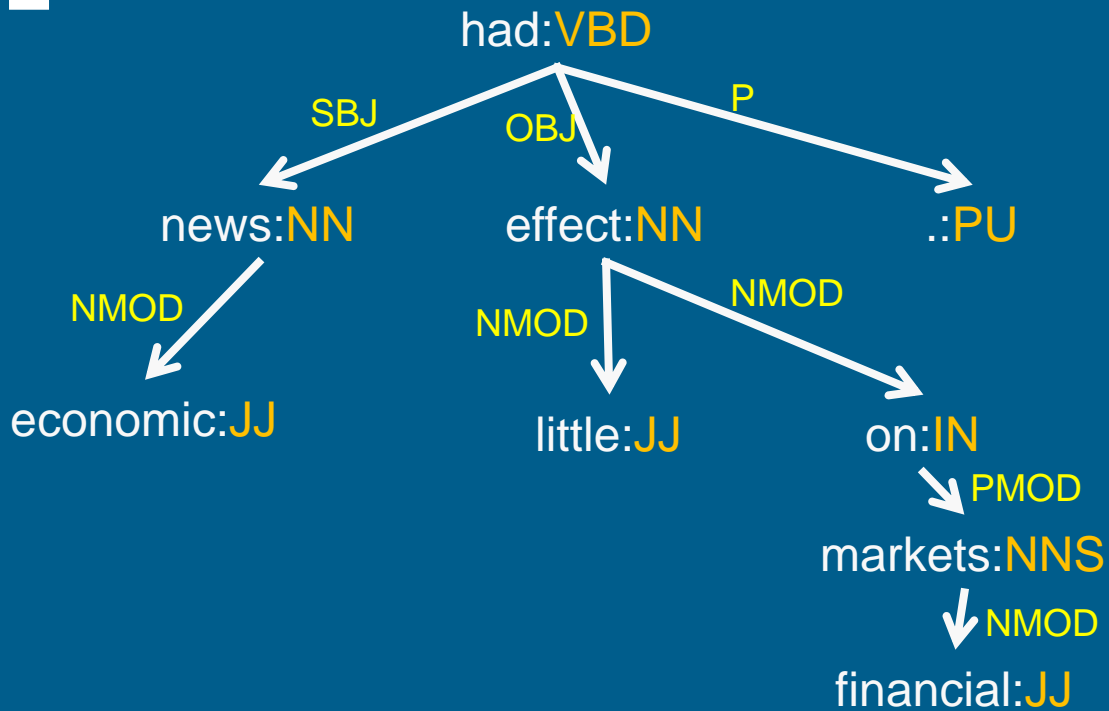 had:VBD
SBJ
OBJ
P
news:NN
effect:NN
.:PU
NMOD
NMOD
NMOD
economic:JJ
little:JJ
on:IN
PMOD
markets:NNS
NMOD
financial:JJ